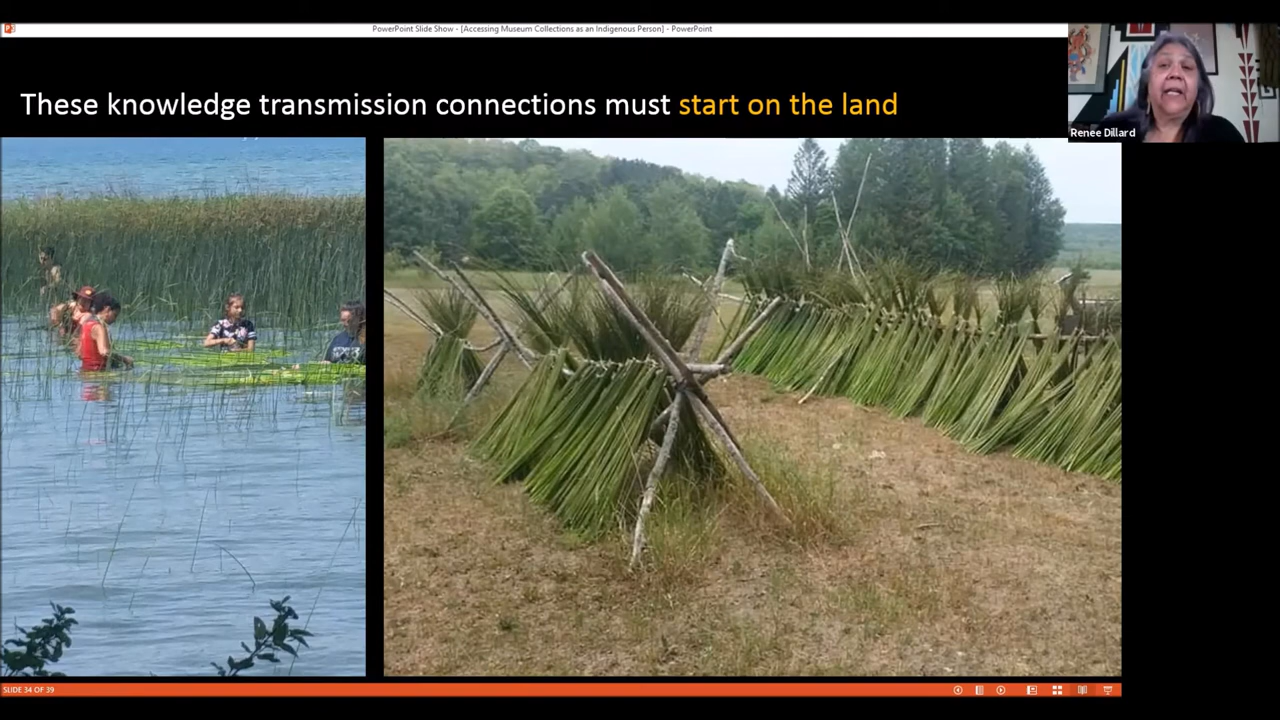 PowerPoint Slide Show - [Accessing Museum Collections as an Indigenous Person] - PowerPoint
These knowledge transmission connections must start on the land
Renee Dillard
SLIDE 34 OF 39